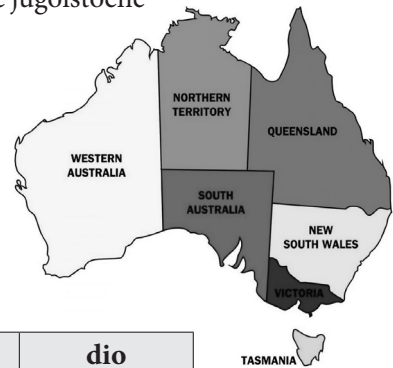 jugoistočne
NORTHERN
TERRITORY
QUEENSLAND
WESTERN
AUSTRALIA
SOUTH
AUSTRALIA
NEW
SOUTH WALES
VICTORIA
dio
TASMANIA